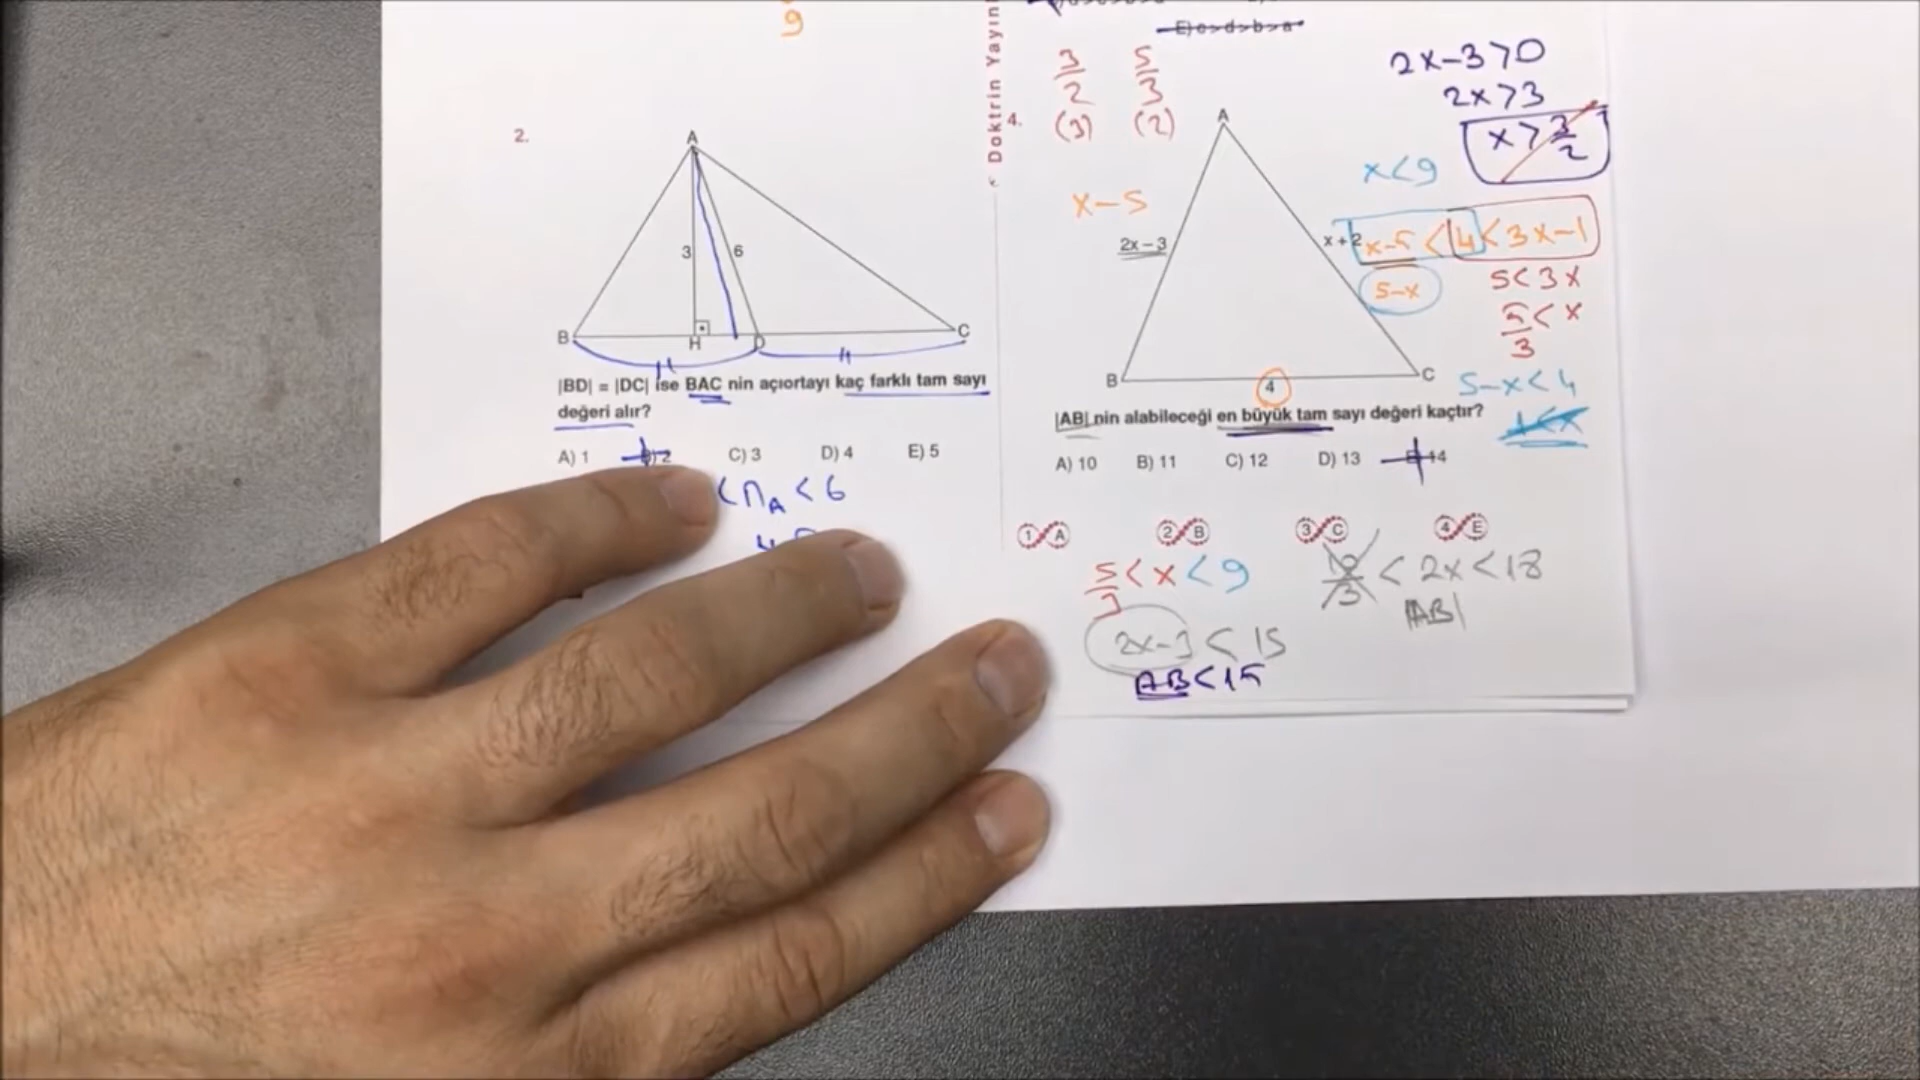 9
2.
A
3
6
B
H
D
C
|BD| = |DC| ise BAC nin açıortayı kaç farklı tam sayı
değeri alır?
A) 1
2
C) 3
D) 4
E) 5
< n_A < 6
Doktrin Yayın
E) c > d > b > a
3/2
5/3
(3)
(2)
4.
A
x-5
2x – 3
x + 2
B
4
C
2x-3>0
2x>3
x>3/2
x<9
x-5 < 4 < 3x-1
5-x
5<3x
5/3<x
5-x<4
1<x
|AB| nin alabileceği en büyük tam sayı değeri kaçtır?
A) 10
B) 11
C) 12
D) 13
14
1 A
2 B
3 C
4 E
5/3 < x < 9
10/3 < 2x < 18
|AB|
2x-3 < 15
AB<15